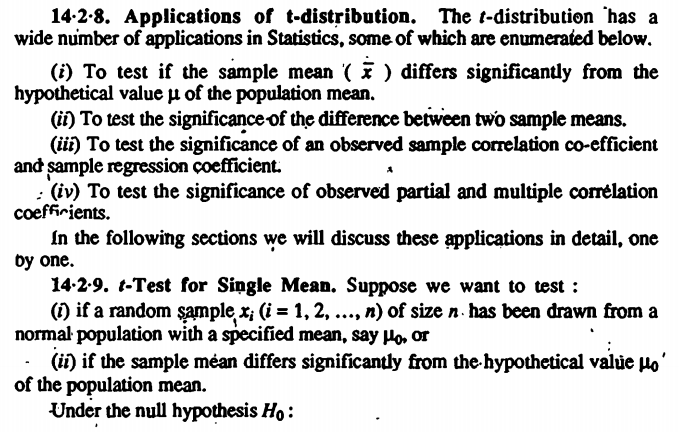 14·2·8. Applications of t-distribution. The t-distribution has a
wide number of applications in Statistics, some of which are enumerated below.
(i) To test if the sample mean ( x̄ ) differs significantly from the
hypothetical value μ of the population mean.
(ii) To test the significance of the difference between two sample means.
(iii) To test the significance of an observed sample correlation co-efficient
and sample regression coefficient.
(iv) To test the significance of observed partial and multiple correlation
coefficients.
In the following sections we will discuss these applications in detail, one
by one.
14·2·9. t-Test for Single Mean. Suppose we want to test :
(i) if a random sample xᵢ (i = 1, 2, ..., n) of size n has been drawn from a
normal population with a specified mean, say μ₀, or
(ii) if the sample mean differs significantly from the hypothetical value μ₀
of the population mean.
Under the null hypothesis H₀ :